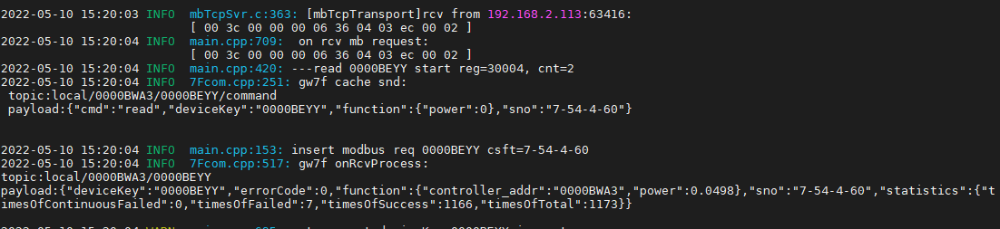 2022-05-10 15:20:03 INFO  mbTcpSvr.c:363: [mbTcpTransport]rcv from 192.168.2.113:63416:
[ 00 3c 00 00 00 06 36 04 03 ec 00 02 ]
2022-05-10 15:20:04 INFO  main.cpp:709:  on rcv mb request:
[ 00 3c 00 00 00 06 36 04 03 ec 00 02 ]
2022-05-10 15:20:04 INFO  main.cpp:420: ---read 0000BEYY start reg=30004, cnt=2
2022-05-10 15:20:04 INFO  7Fcom.cpp:251: gw7f cache snd:
topic:local/0000BWA3/0000BEYY/command
payload:{"cmd":"read","deviceKey":"0000BEYY","function":{"power":0},"sno":"7-54-4-60"}
2022-05-10 15:20:04 INFO  main.cpp:153: insert modbus req 0000BEYY csft=7-54-4-60
2022-05-10 15:20:04 INFO  7Fcom.cpp:517: gw7f onRcvProcess:
topic:local/0000BWA3/0000BEYY
payload:{"deviceKey":"0000BEYY","errorCode":0,"function":{"controller_addr":"0000BWA3","power":0.0498},"sno":"7-54-4-60","statistics":{"t
imesOfContinuousFailed":0,"timesOfFailed":7,"timesOfSuccess":1166,"timesOfTotal":1173}}